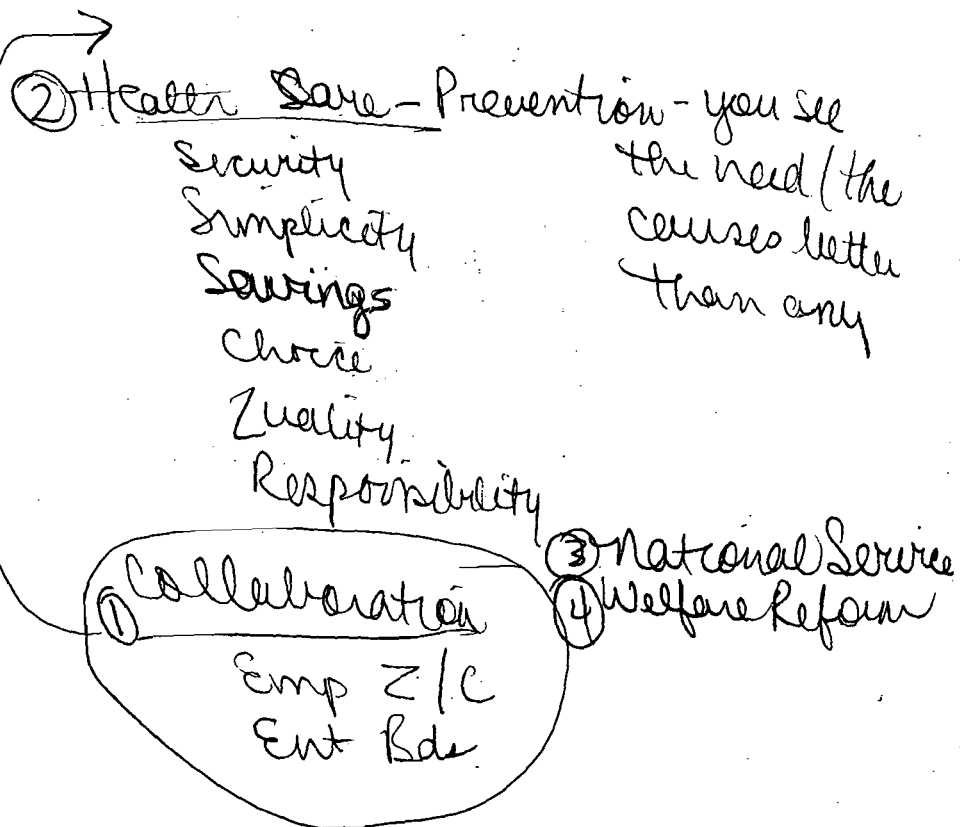 ② Health Care - Prevention - you see
the need / the
causes better
than any
Security
Simplicity
Savings
Choice
Quality
Responsibility
① Collaboration
Emp Z/C
Ent Bds
③ National Service
④ Welfare Reform